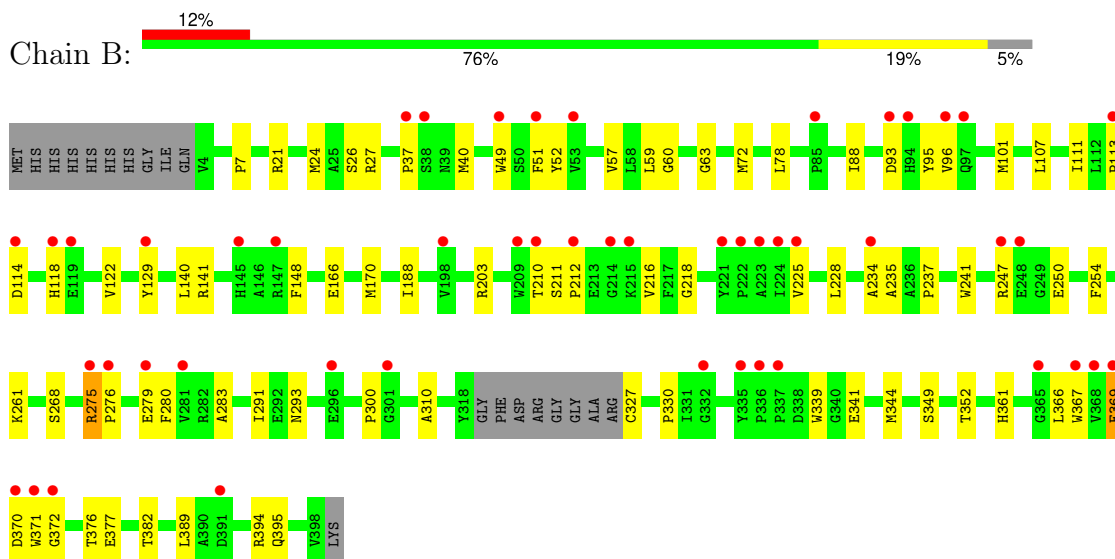 12%
Chain B:
76% 19% 5%
MET HIS HIS HIS HIS HIS HIS GLY ILE GLN V4 P7 R21 M24 A25 S26 R27 P37 S38 N39 M40 W49 S50 F51 Y52 V53 V57 L58 L59 G60 G63 M72 L78 P85 I88 D93 H94 Y95 V96 Q97 M101 L107 I111 L112
D114 H118 E119 V122 Y129 L140 R141 H145 A146 R147 F148 E166 M170 I188 V198 R203 W209 T210 S211 P212 E213 G214 K215 V216 F217 G218 Y221 P222 A223 I224 V225 L228 A234 A235 A236 P237 W241 R247 E248 G249 E250 F254
K261 S268 R275 P276 E279 F280 V281 R282 A283 I291 E292 N293 E296 P300 G301 A310 Y318 GLY PHE ASP ARG GLY GLY ALA ARG C327 P330 I331 G332 Y335 P336 P337 D338 W339 G340 E341 M344 S349 T352 H361 G365 L366 W367 V368
D370 W371 G372 T376 E377 T382 L389 A390 D391 R394 Q395 V398 LYS